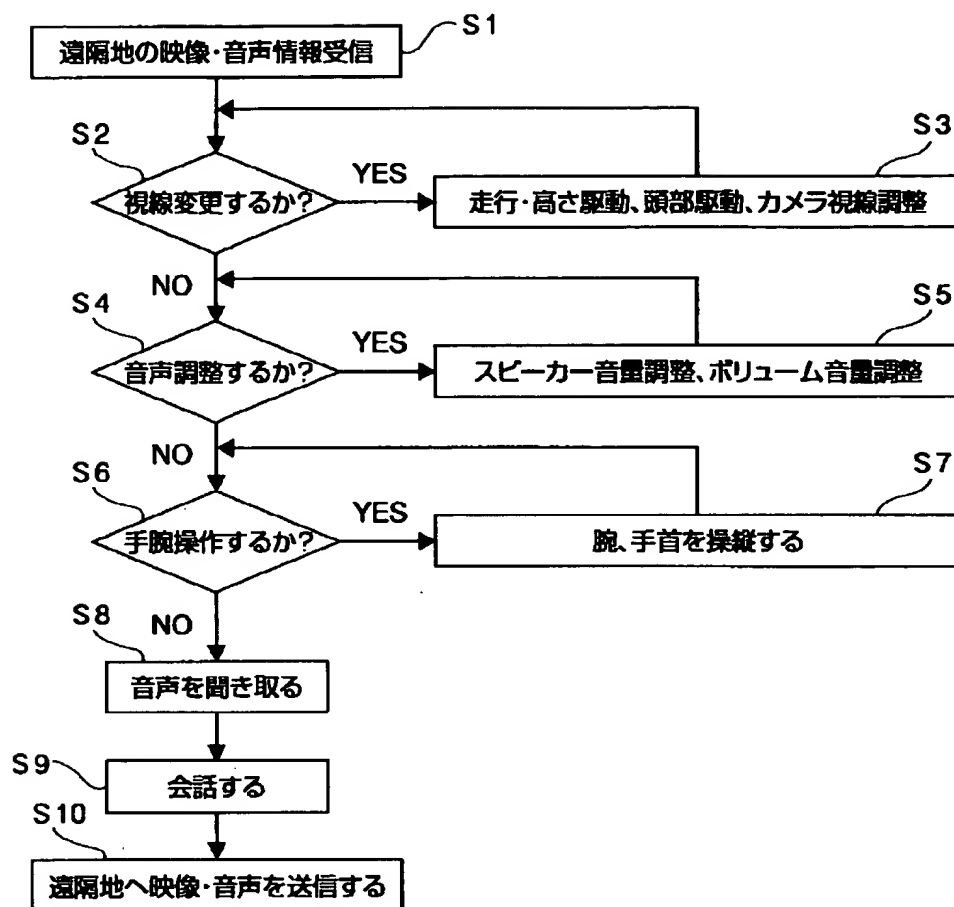 S1
遠隔地の映像・音声情報受信
S2
視線変更するか?
YES
S3
走行・高さ駆動、頭部駆動、カメラ視線調整
NO
S4
音声調整するか?
YES
S5
スピーカー音量調整、ボリューム音量調整
NO
S6
手腕操作するか?
YES
S7
腕、手首を操縦する
NO
S8
音声を聞き取る
S9
会話する
S10
遠隔地へ映像・音声を送信する